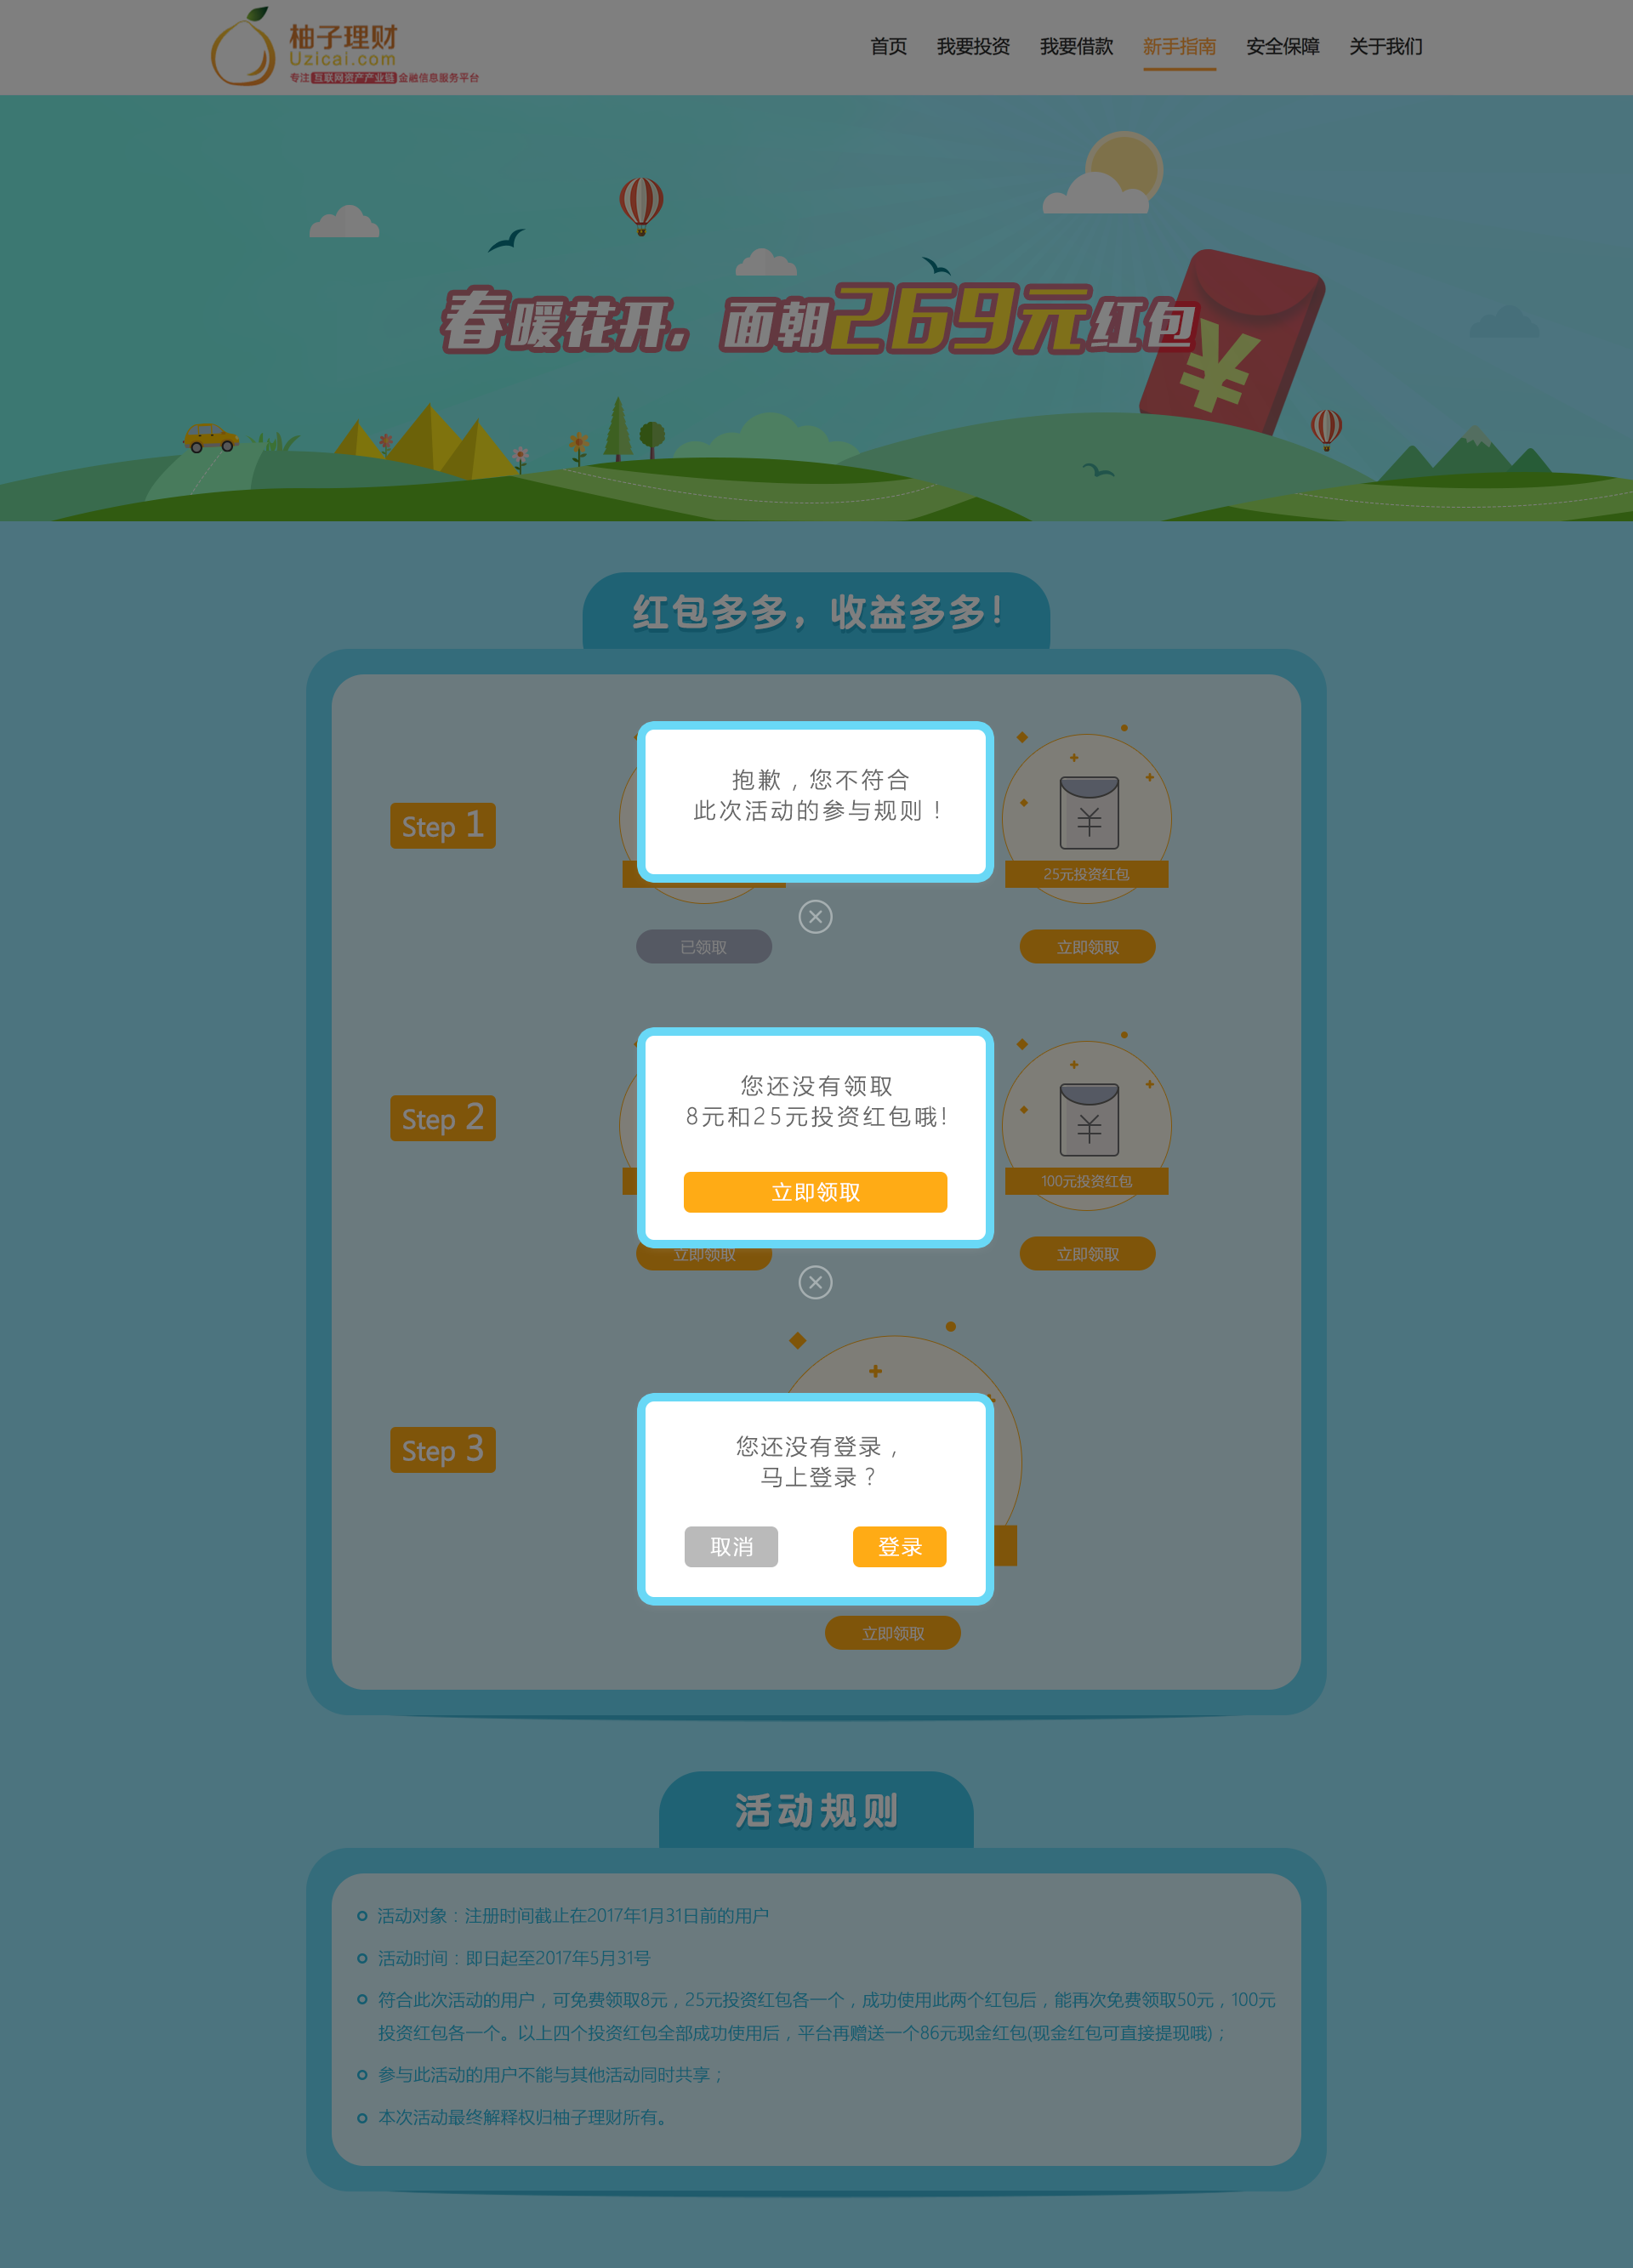 柚子理财
Uzicai.com
专注互联网资产产业链金融信息服务平台
首页 我要投资 我要借款 新手指南 安全保障 关于我们
春暖花开，面朝269元红包
¥
红包多多，收益多多！
Step 1
抱歉，您不符合
此次活动的参与规则！
¥
25元投资红包
已领取
立即领取
Step 2
您还没有领取
8元和25元投资红包哦!
立即领取
¥
100元投资红包
立即领取
立即领取
Step 3
您还没有登录，
马上登录？
取消
登录
立即领取
活动规则
活动对象：注册时间截止在2017年1月31日前的用户
活动时间：即日起至2017年5月31号
符合此次活动的用户，可免费领取8元，25元投资红包各一个，成功使用此两个红包后，能再次免费领取50元，100元
投资红包各一个。以上四个投资红包全部成功使用后，平台再赠送一个86元现金红包(现金红包可直接提现哦)；
参与此活动的用户不能与其他活动同时共享；
本次活动最终解释权归柚子理财所有。